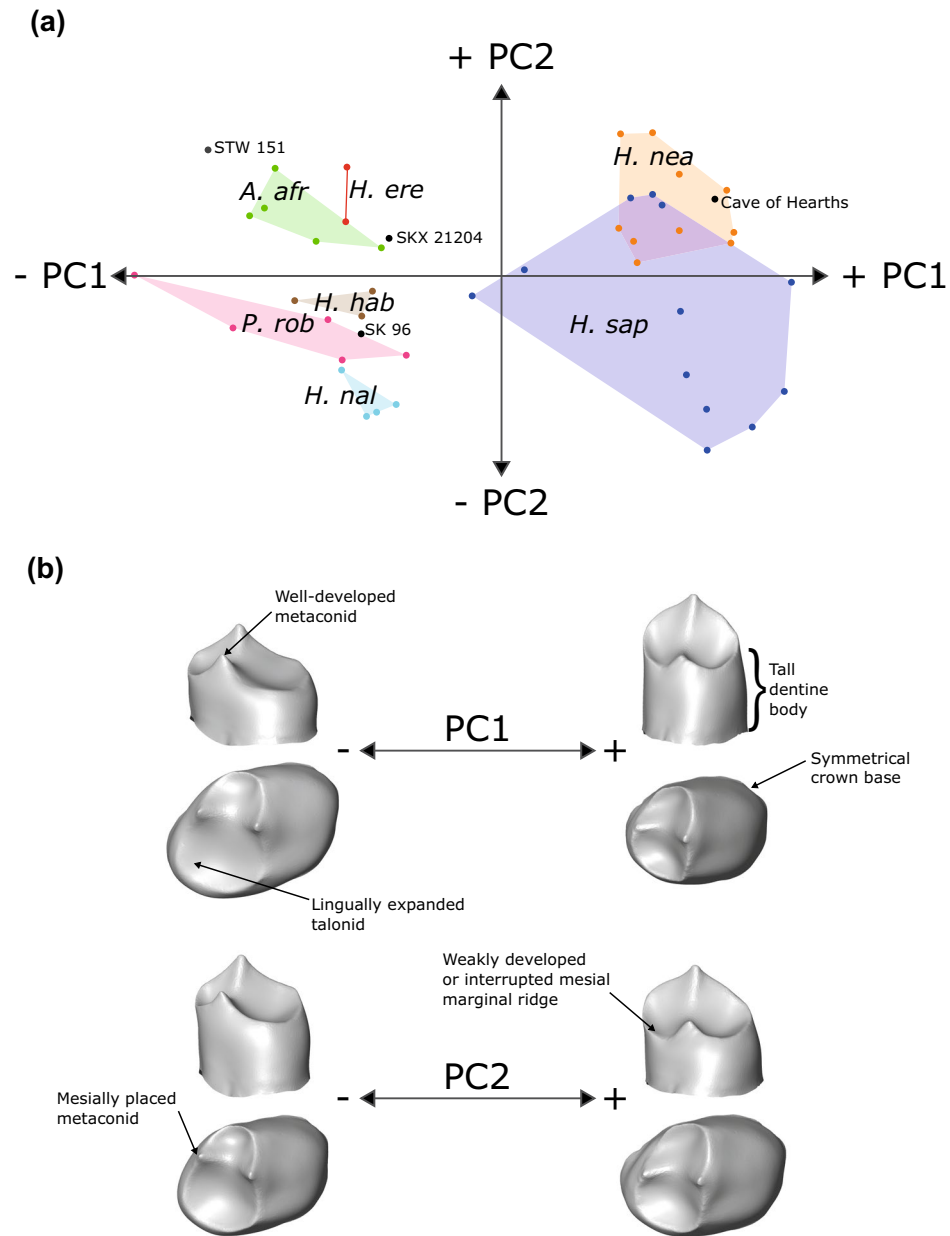 (a)
+ PC2
STW 151
A. afr
H. ere
SKX 21204
H. nea
Cave of Hearths
- PC1
+ PC1
H. hab
P. rob
SK 96
H. sap
H. nal
- PC2
(b)
Well-developed
metaconid
Tall
dentine
body
PC1
-
+
Symmetrical
crown base
Lingually expanded
talonid
Weakly developed
or interrupted mesial
marginal ridge
PC2
-
+
Mesially placed
metaconid